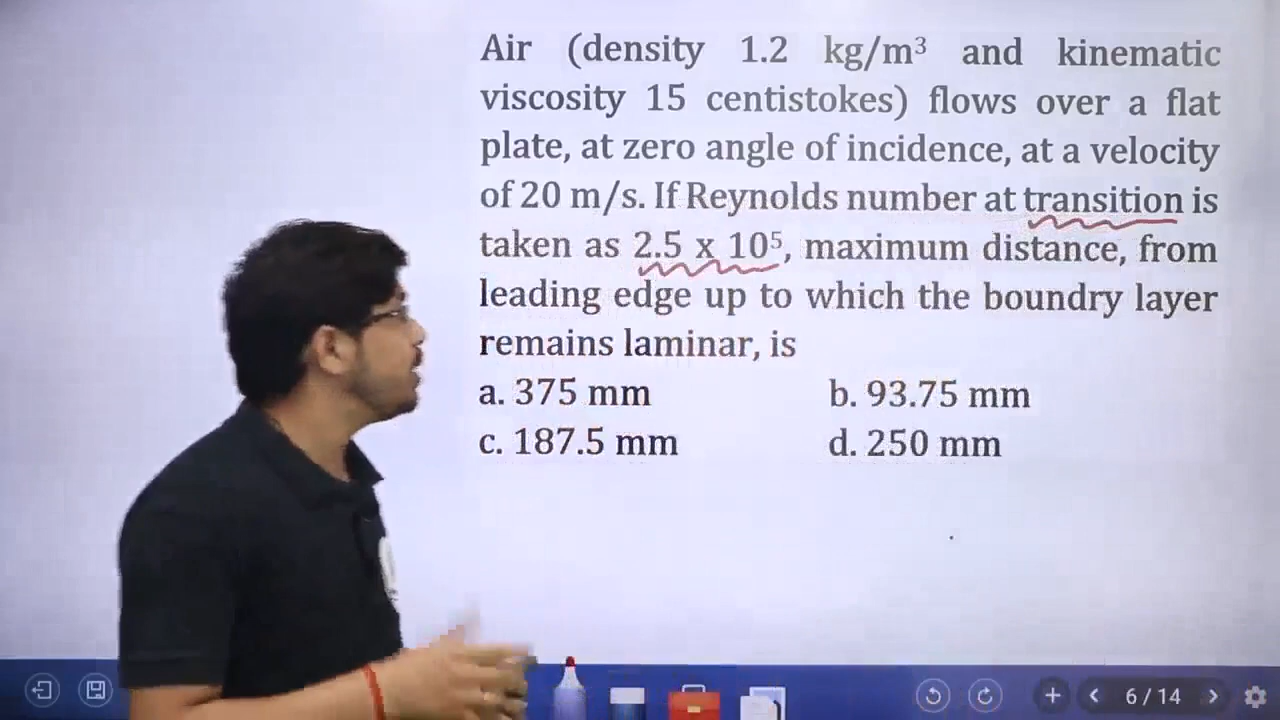 Air (density 1.2 kg/m³ and kinematic
viscosity 15 centistokes) flows over a flat
plate, at zero angle of incidence, at a velocity
of 20 m/s. If Reynolds number at transition is
taken as 2.5 x 10⁵, maximum distance, from
leading edge up to which the boundry layer
remains laminar, is
a. 375 mm b. 93.75 mm
c. 187.5 mm d. 250 mm
6 / 14